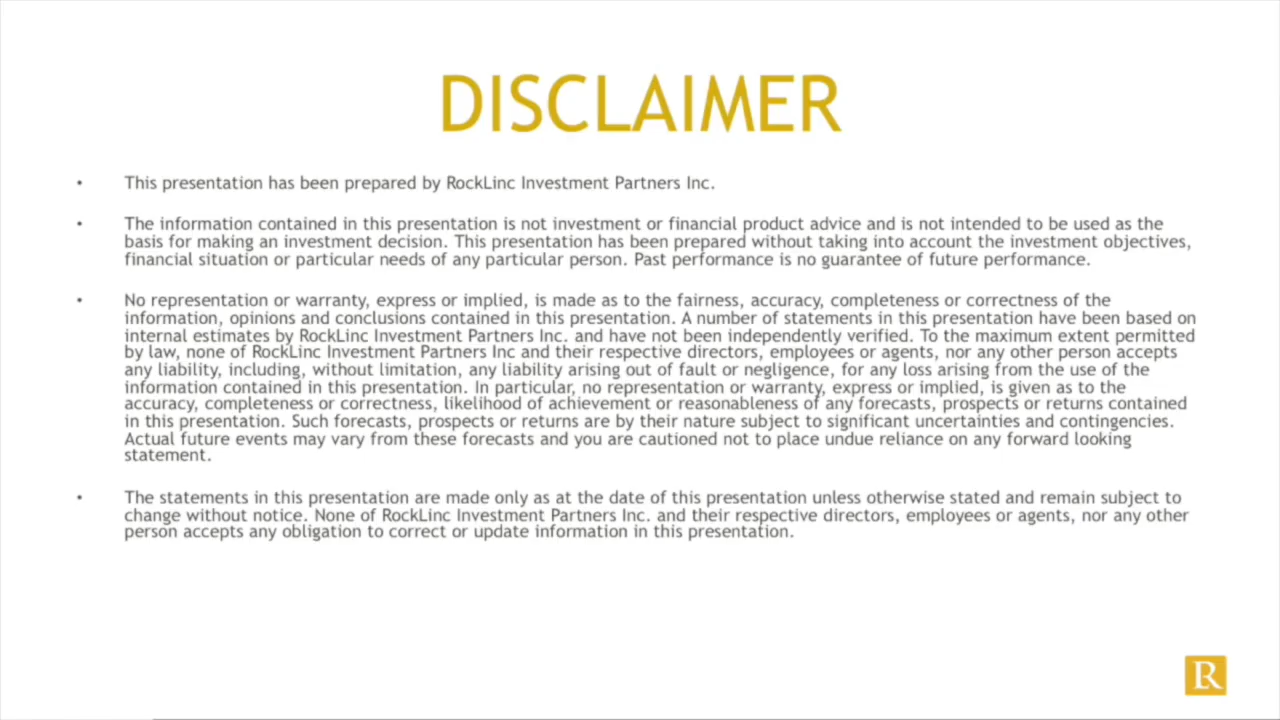 DISCLAIMER
• This presentation has been prepared by RockLinc Investment Partners Inc.
• The information contained in this presentation is not investment or financial product advice and is not intended to be used as the
basis for making an investment decision. This presentation has been prepared without taking into account the investment objectives,
financial situation or particular needs of any particular person. Past performance is no guarantee of future performance.
• No representation or warranty, express or implied, is made as to the fairness, accuracy, completeness or correctness of the
information, opinions and conclusions contained in this presentation. A number of statements in this presentation have been based on
internal estimates by RockLinc Investment Partners Inc. and have not been independently verified. To the maximum extent permitted
by law, none of RockLinc Investment Partners Inc and their respective directors, employees or agents, nor any other person accepts
any liability, including, without limitation, any liability arising out of fault or negligence, for any loss arising from the use of the
information contained in this presentation. In particular, no representation or warranty, express or implied, is given as to the
accuracy, completeness or correctness, likelihood of achievement or reasonableness of any forecasts, prospects or returns contained
in this presentation. Such forecasts, prospects or returns are by their nature subject to significant uncertainties and contingencies.
Actual future events may vary from these forecasts and you are cautioned not to place undue reliance on any forward looking
statement.
• The statements in this presentation are made only as at the date of this presentation unless otherwise stated and remain subject to
change without notice. None of RockLinc Investment Partners Inc. and their respective directors, employees or agents, nor any other
person accepts any obligation to correct or update information in this presentation.
R